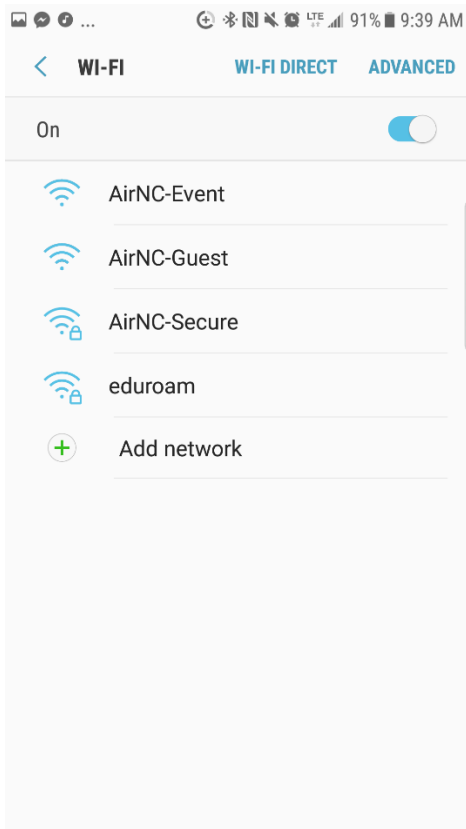 ... LTE 91% 9:39 AM
WI-FI WI-FI DIRECT ADVANCED
On
AirNC-Event
AirNC-Guest
AirNC-Secure
eduroam
Add network